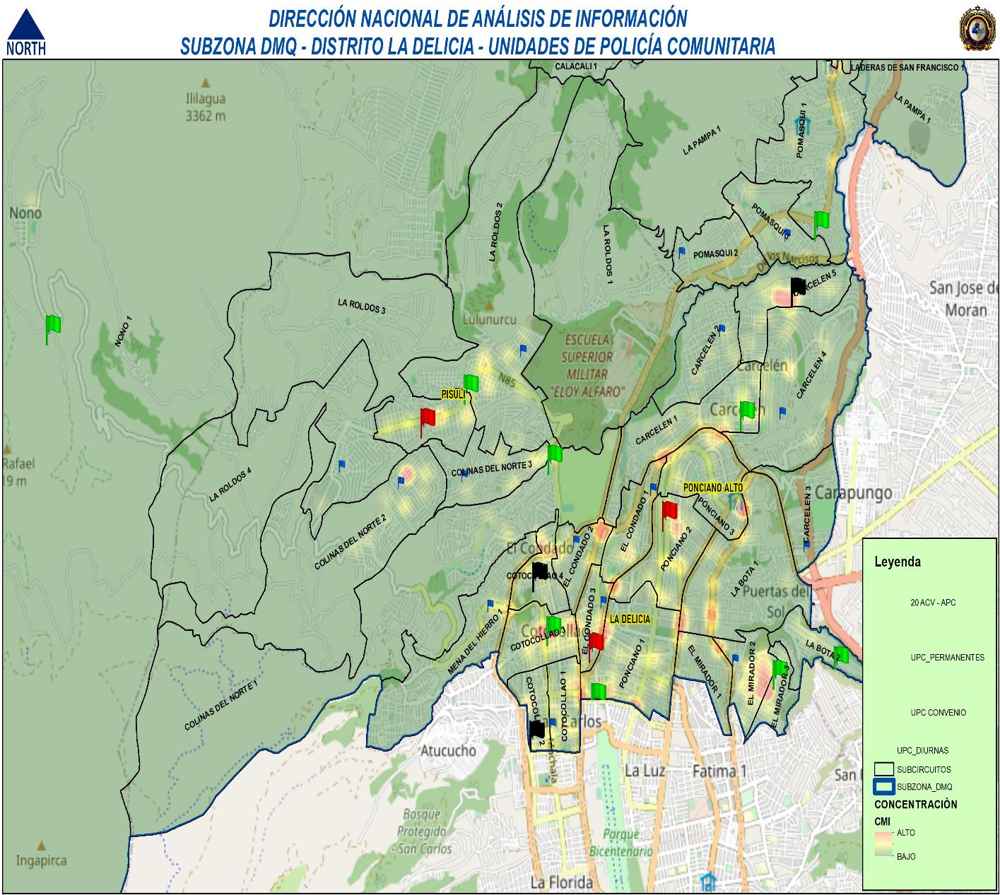 DIRECCIÓN NACIONAL DE ANÁLISIS DE INFORMACIÓN
SUBZONA DMQ - DISTRITO LA DELICIA - UNIDADES DE POLICÍA COMUNITARIA
NORTH
CALACALI 1
LADERAS DE SAN FRANCISCO 1
Ililagua
3362 m
LA PAMPA 1
POMASQUI 1
LA PAMPA 1
Nono
LA ROLDOS 2
LA ROLDOS 1
POMASQUI
POMASQUI 2
Narcisos
CARCELEN 5
San Jose de
Moran
LA ROLDOS 3
Lulunurcu
NONO 1
ESCUELA
SUPERIOR
MILITAR
"ELOY ALFARO"
CARCELEN 2
Carcelén
CARCELEN 4
N85
PISULI
CARCELEN 1
Rafael
19 m
LA ROLDOS 4
COLINAS DEL NORTE 3
PONCIANO ALTO
Carapungo
CARCELEN 3
EL CONDADO 1
PONCIANO 3
PONCIANO 2
COLINAS DEL NORTE 2
El Condado
EL CONDADO 2
LA BOTA 1
Puertas del
Sol
EL CONDADO 3
LA DELICIA
MENA DEL HIERRO 1
COTOCOLLAO 3
PONCIANO 1
EL MIRADOR 1
EL MIRADOR 2
EL MIRADOR 3
LA BOTA 2
COLINAS DEL NORTE 1
COTOCOLLAO 1
Carlos
Machala
Atucucho
La Luz
Fatima 1
San
Bosque
Protegido
- San Carlos
Parque
Bicentenario
Ingapirca
La Florida
Leyenda
20 ACV - APC
UPC_PERMANENTES
UPC CONVENIO
UPC_DIURNAS
SUBCIRCUITOS
SUBZONA_DMQ
CONCENTRACIÒN
CMI
ALTO
BAJO